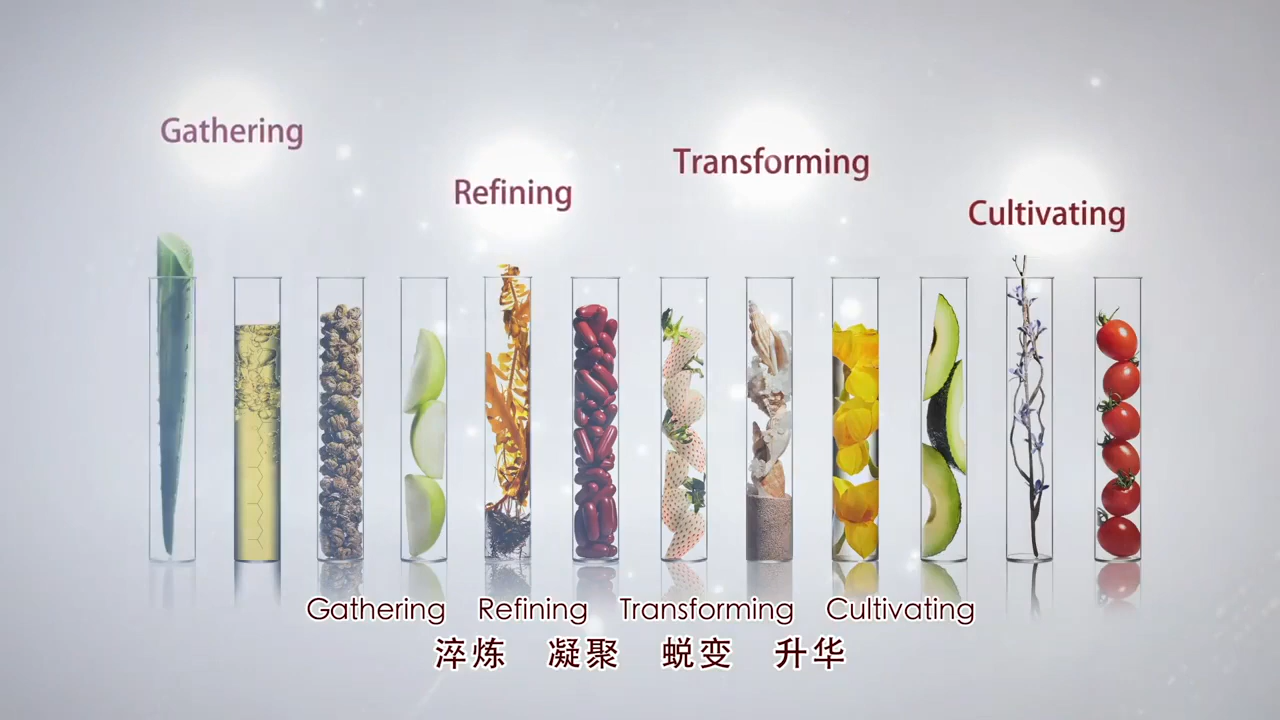 Gathering
Refining
Transforming
Cultivating
Gathering Refining Transforming Cultivating
淬炼 凝聚 蜕变 升华